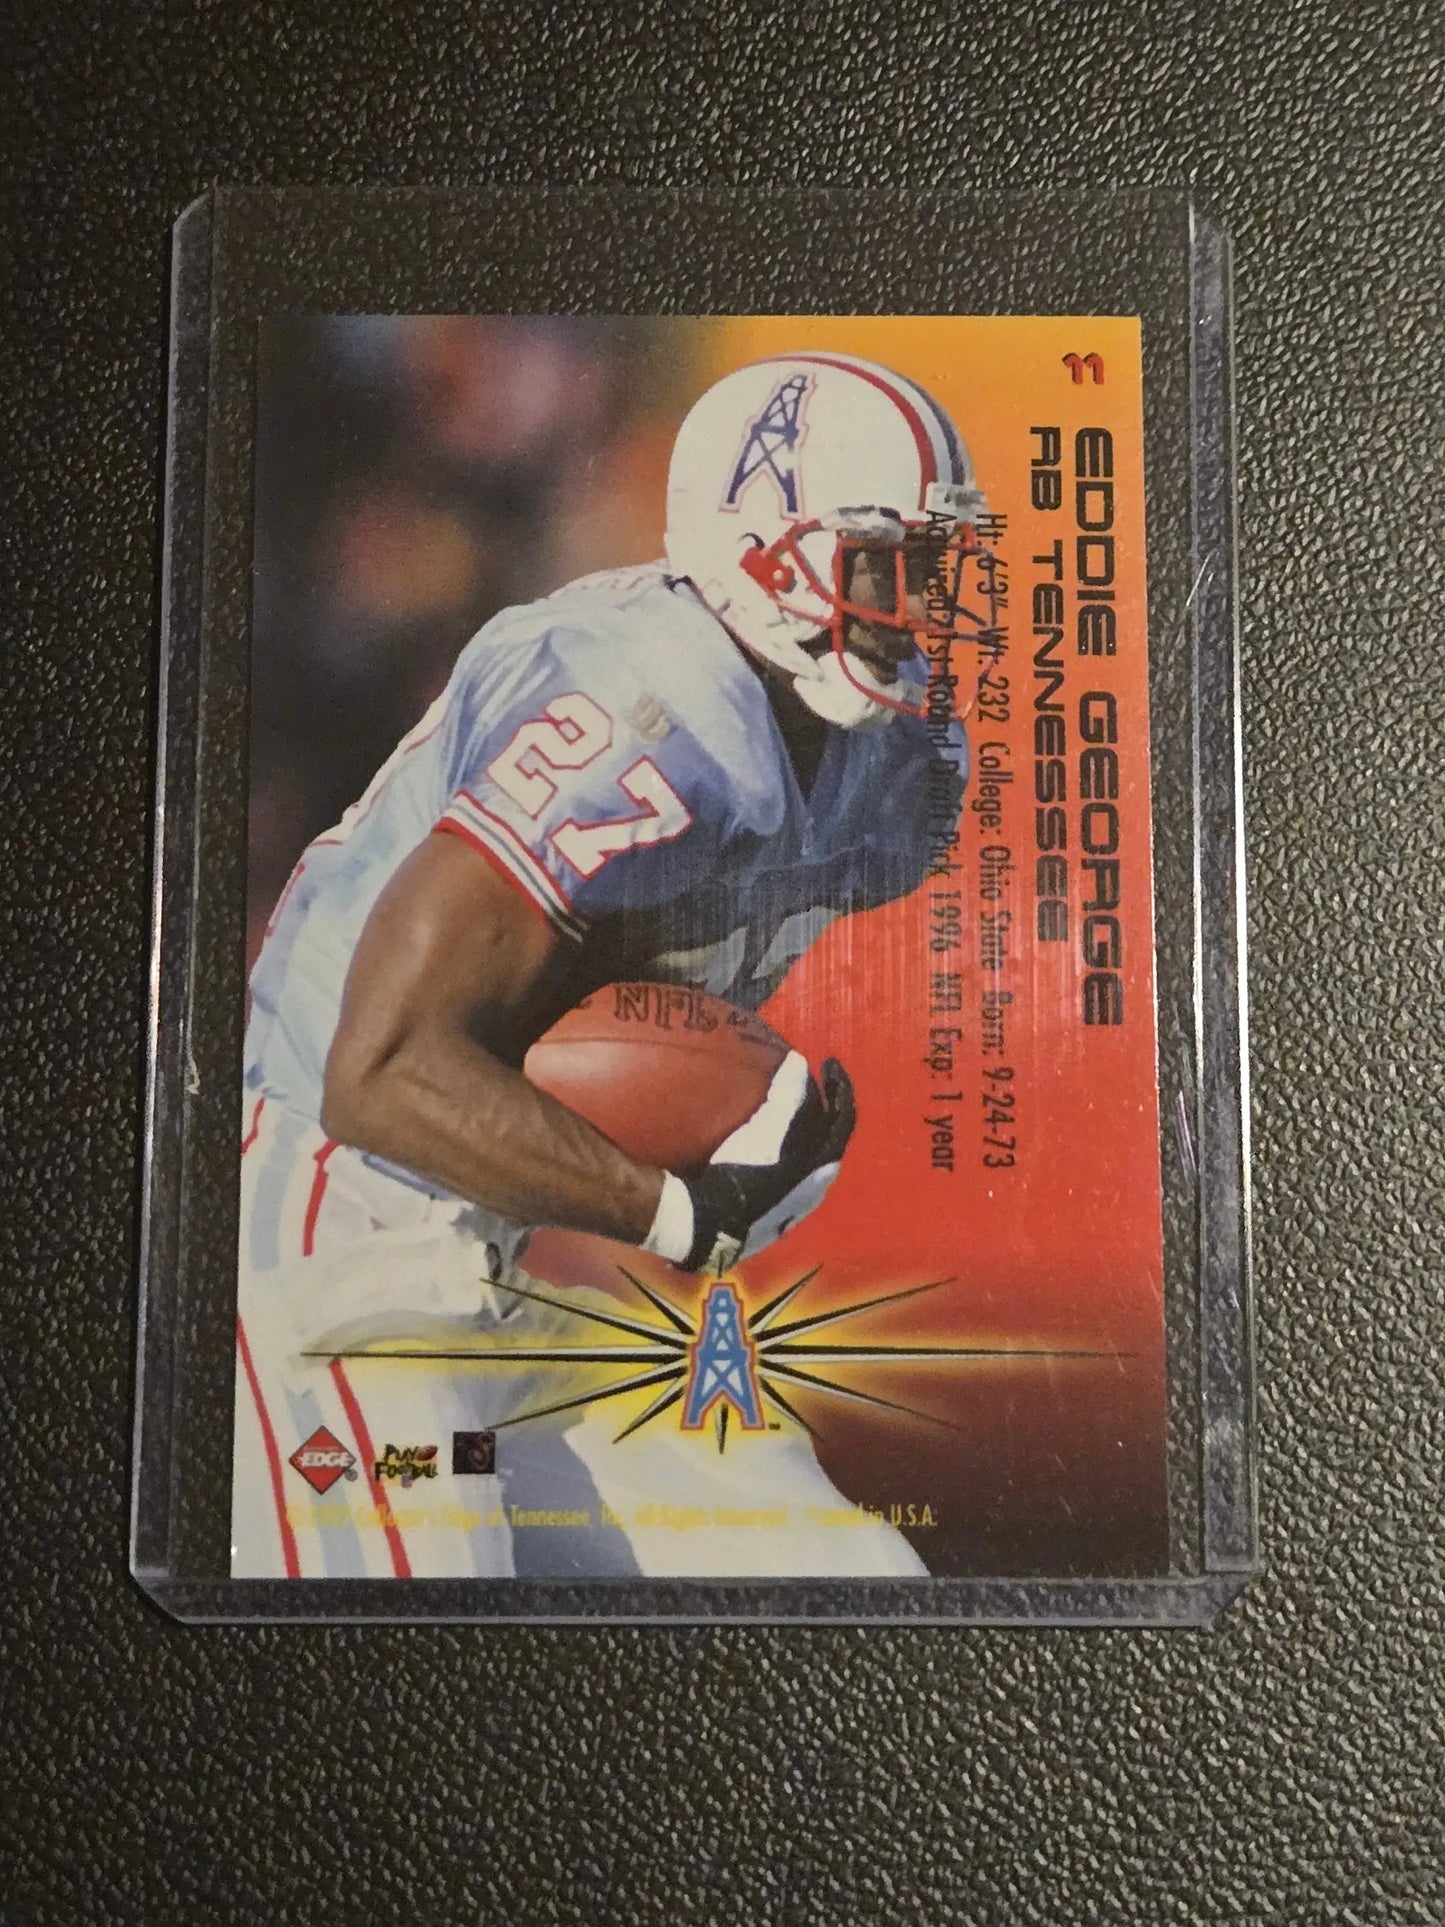 11
EDDIE GEORGE
RB TENNESSEE
Ht: 6'3" Wt: 232 College: Ohio State Born: 9-24-73
Acquired: 1st Round Draft Pick 1996 NFL Exp: 1 year
27
NFL
TM
EDGE
PLAY
FOOTBALL
© 1997 Collector's Edge of Tennessee, Inc. All Rights Reserved. Printed in U.S.A.